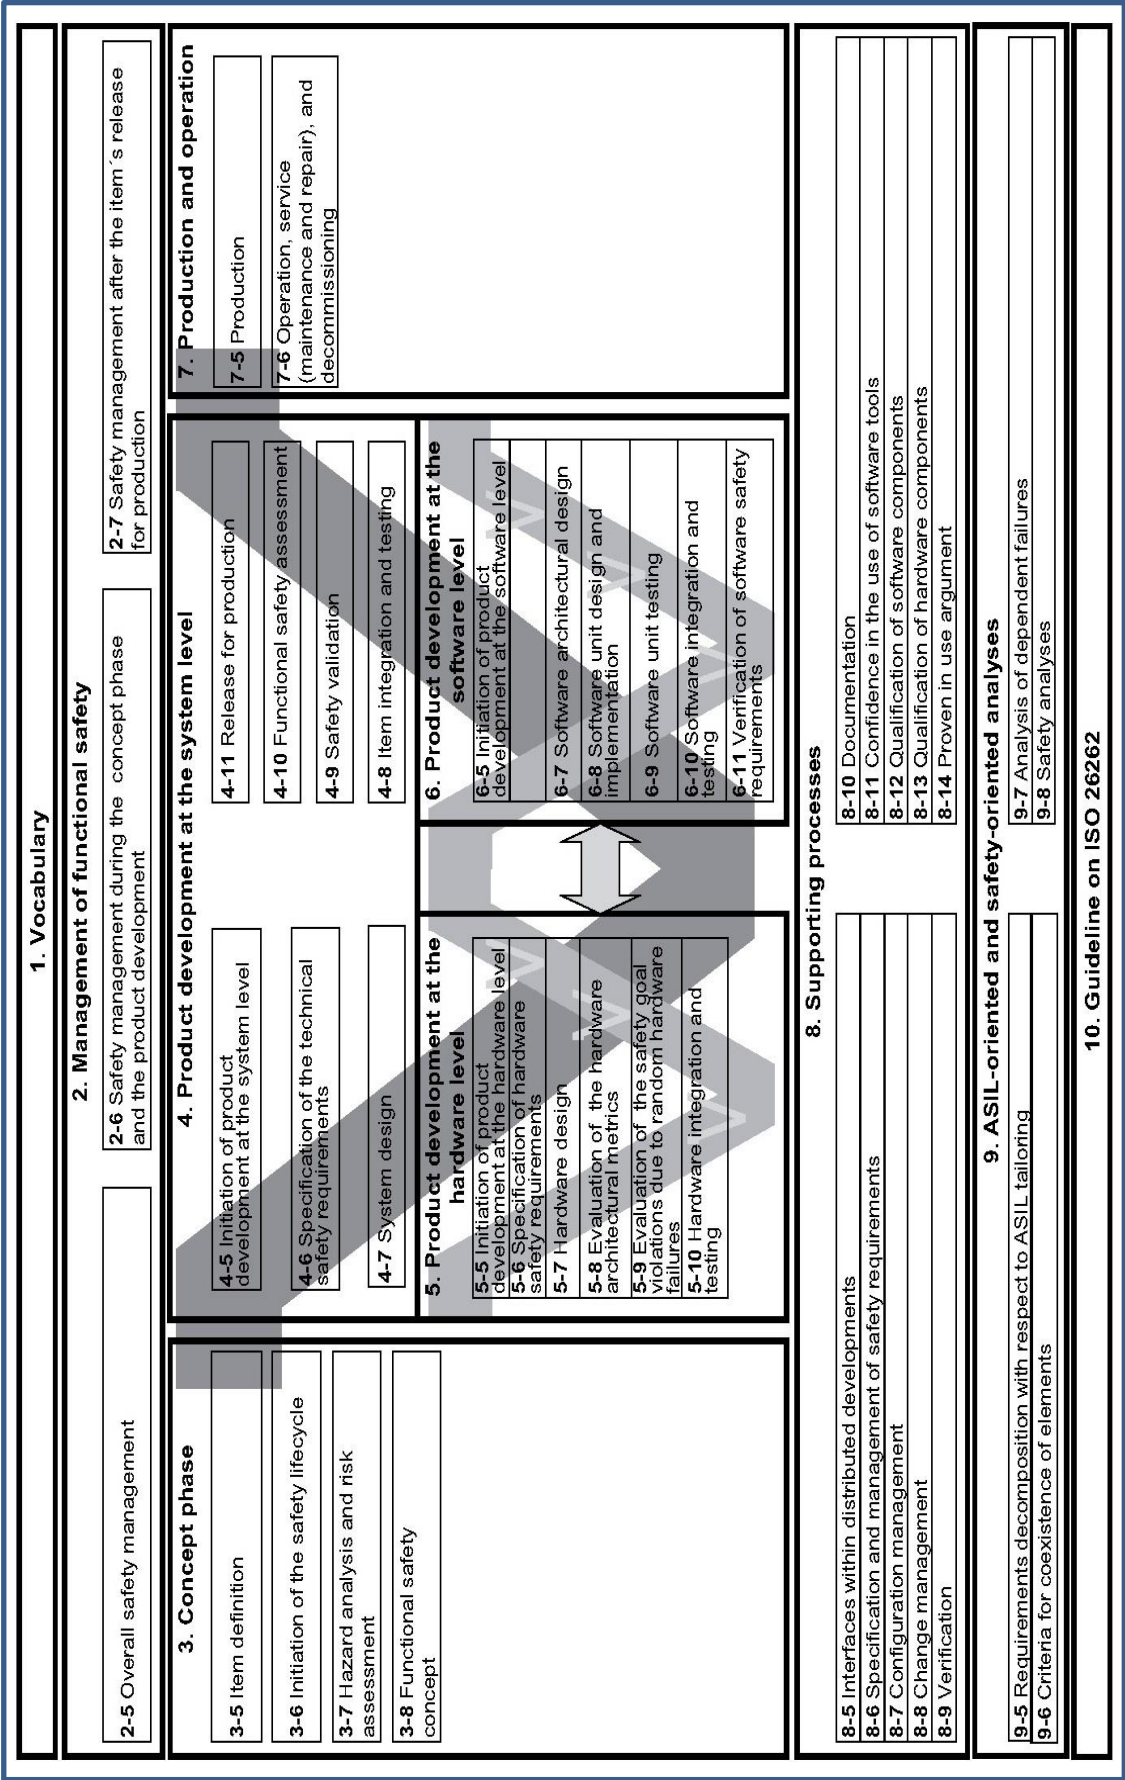 1. Vocabulary
2. Management of functional safety
2-5 Overall safety management
2-6 Safety management during the concept phase
and the product development
2-7 Safety management after the item´s release
for production
3. Concept phase
3-5 Item definition
3-6 Initiation of the safety lifecycle
3-7 Hazard analysis and risk
assessment
3-8 Functional safety
concept
4. Product development at the system level
4-5 Initiation of product
development at the system level
4-6 Specification of the technical
safety requirements
4-7 System design
4-11 Release for production
4-10 Functional safety assessment
4-9 Safety validation
4-8 Item integration and testing
5. Product development at the
hardware level
5-5 Initiation of product
development at the hardware level
5-6 Specification of hardware
safety requirements
5-7 Hardware design
5-8 Evaluation of the hardware
architectural metrics
5-9 Evaluation of the safety goal
violations due to random hardware
failures
5-10 Hardware integration and
testing
6. Product development at the
software level
6-5 Initiation of product
development at the software level
6-7 Software architectural design
6-8 Software unit design and
implementation
6-9 Software unit testing
6-10 Software integration and
testing
6-11 Verification of software safety
requirements
7. Production and operation
7-5 Production
7-6 Operation, service
(maintenance and repair), and
decommissioning
8. Supporting processes
8-5 Interfaces within distributed developments
8-6 Specification and management of safety requirements
8-7 Configuration management
8-8 Change management
8-9 Verification
8-10 Documentation
8-11 Confidence in the use of software tools
8-12 Qualification of software components
8-13 Qualification of hardware components
8-14 Proven in use argument
9. ASIL-oriented and safety-oriented analyses
9-5 Requirements decomposition with respect to ASIL tailoring
9-6 Criteria for coexistence of elements
9-7 Analysis of dependent failures
9-8 Safety analyses
10. Guideline on ISO 26262